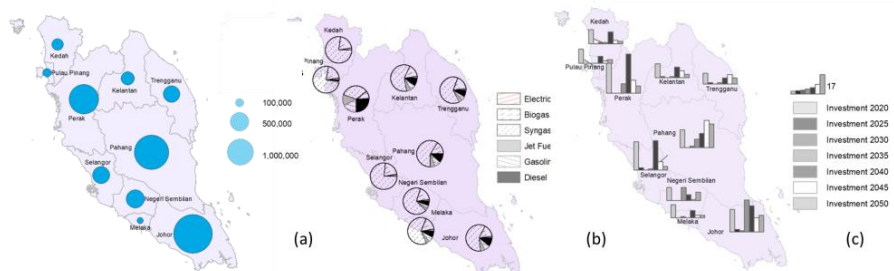 Kedah
Pulau Pinang
Kelantan
Trengganu
Perak
Pahang
Selangor
Negeri Sembilan
Melaka
Johor
100,000
500,000
1,000,000
(a)
Kedah
Pinang
Kelantan
Trengganu
Perak
Pahang
Selangor
Negeri Sembilan
Melaka
Johor
Electric
Biogas
Syngas
Jet Fue
Gasolin
Diesel
(b)
Kedah
Pulau Pinang
Perak
Kelantan
Trengganu
Pahang
Selangor
Negeri Sembilan
Melaka
Johor
17
Investment 2020
Investment 2025
Investment 2030
Investment 2035
Investment 2040
Investment 2045
Investment 2050
(c)